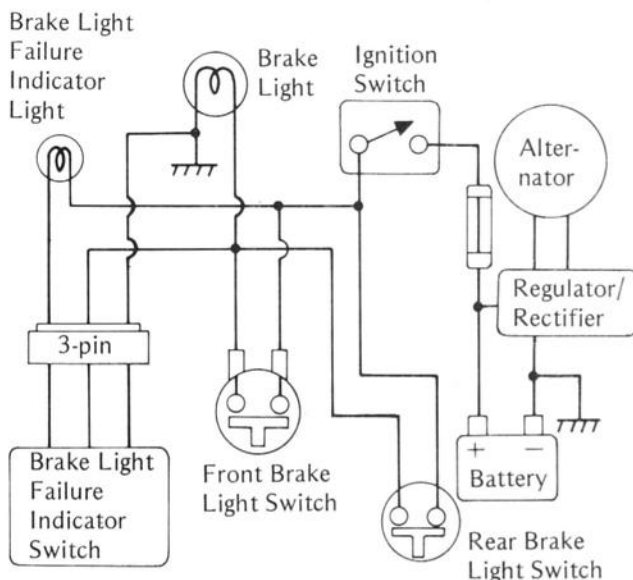 Brake Light
Failure
Indicator
Light
Brake
Light
Ignition
Switch
Alter-
nator
Regulator/
Rectifier
3-pin
+ −
Battery
Brake Light
Failure
Indicator
Switch
Front Brake
Light Switch
Rear Brake
Light Switch